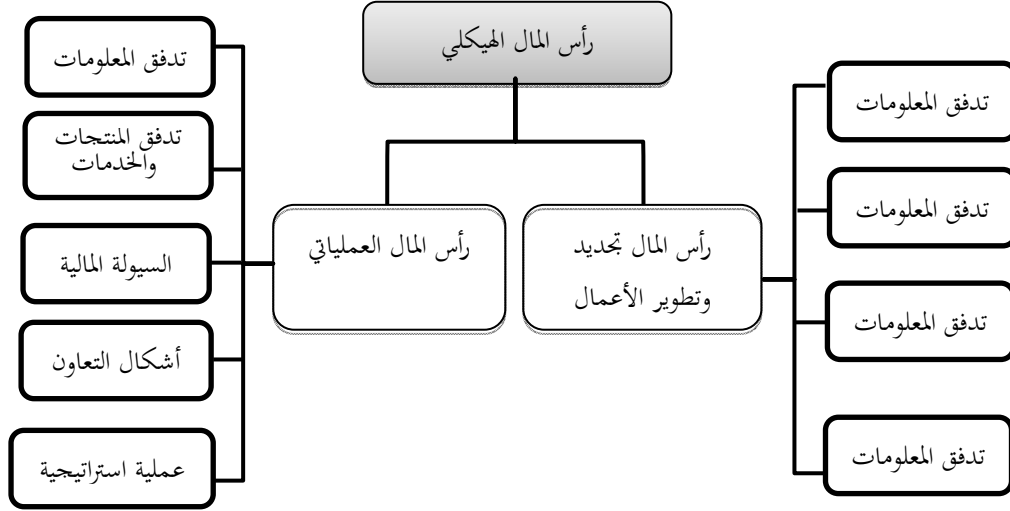 رأس المال الهيكلي
رأس المال تجديد
وتطوير الأعمال
تدفق المعلومات
تدفق المعلومات
تدفق المعلومات
تدفق المعلومات
رأس المال العملياتي
تدفق المعلومات
تدفق المنتجات
والخدمات
السيولة المالية
أشكال التعاون
عملية استراتيجية